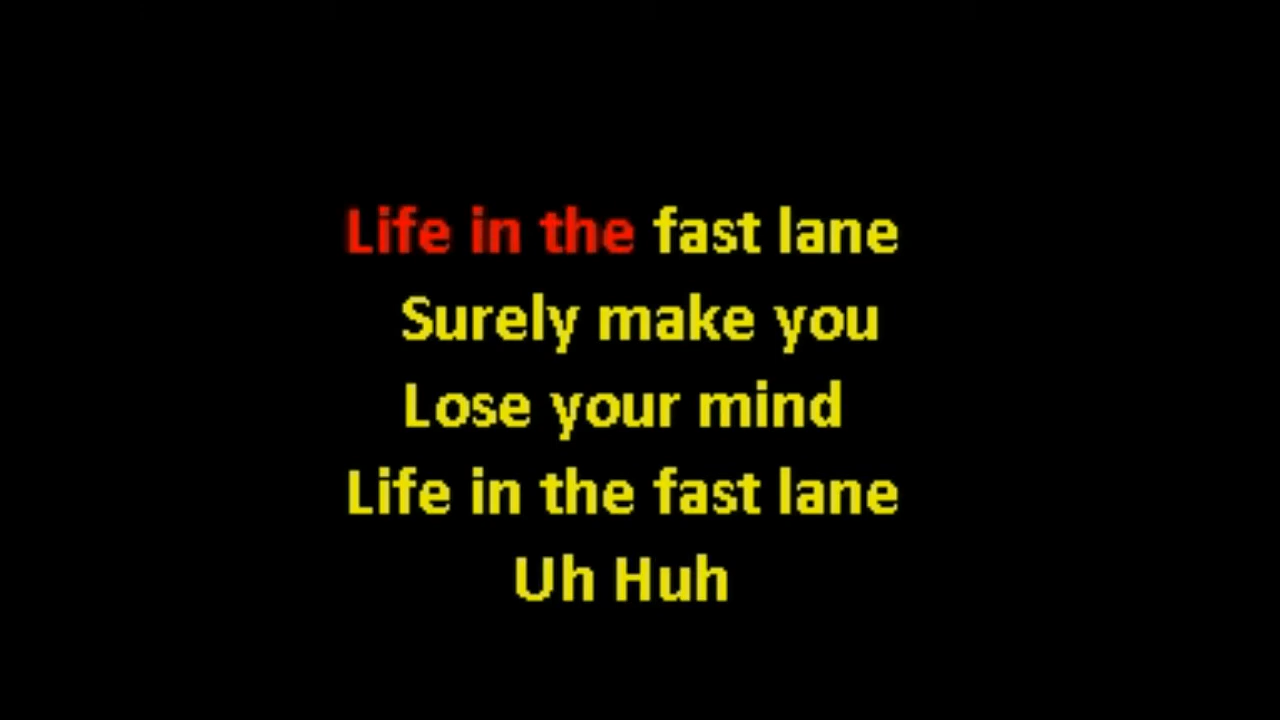 Life in the fast lane
Surely make you
Lose your mind
Life in the fast lane
Uh Huh